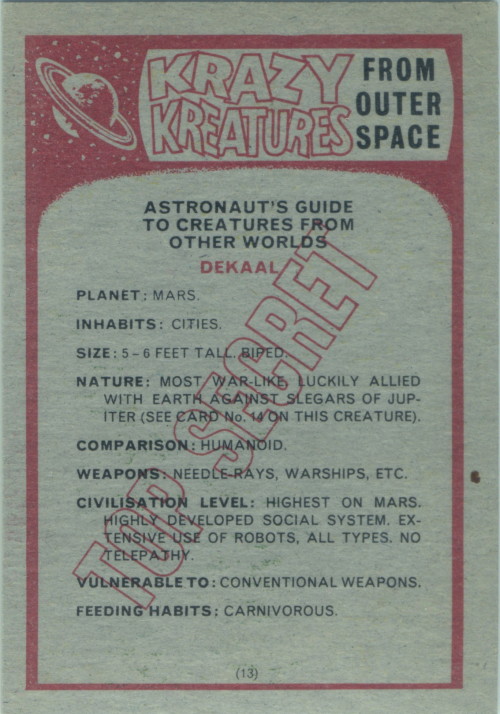 KRAZY
KREATURES
FROM
OUTER
SPACE
ASTRONAUT'S GUIDE
TO CREATURES FROM
OTHER WORLDS
DEKAAL
PLANET: MARS.
INHABITS: CITIES.
SIZE: 5-6 FEET TALL. BIPED.
NATURE: MOST WAR-LIKE, LUCKILY ALLIED
WITH EARTH AGAINST SLEGARS OF JUP-
ITER (SEE CARD No. 14 ON THIS CREATURE).
COMPARISON: HUMANOID.
WEAPONS: NEEDLE-RAYS, WARSHIPS, ETC.
CIVILISATION LEVEL: HIGHEST ON MARS.
HIGHLY DEVELOPED SOCIAL SYSTEM. EX-
TENSIVE USE OF ROBOTS, ALL TYPES. NO
TELEPATHY.
VULNERABLE TO: CONVENTIONAL WEAPONS.
FEEDING HABITS: CARNIVOROUS.
TOP SECRET
(13)